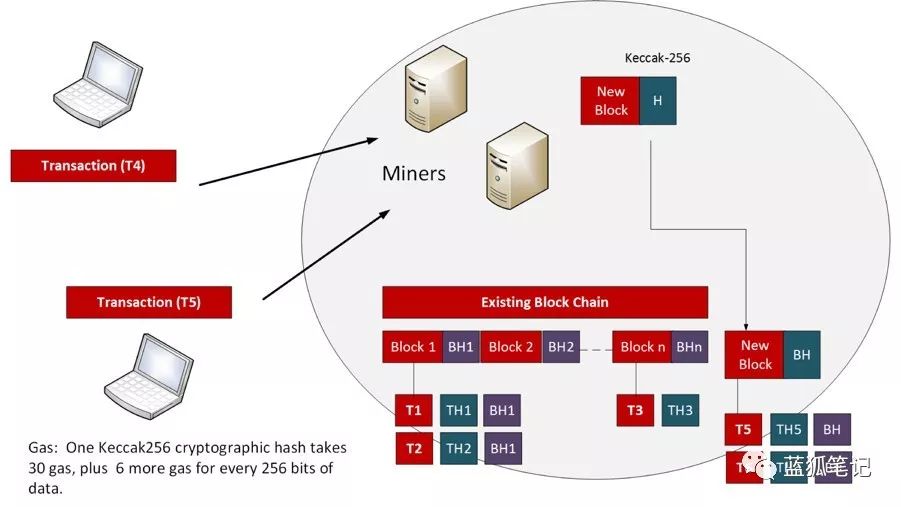 Keccak-256
New
Block
H
Transaction (T4)
Miners
Transaction (T5)
Existing Block Chain
Block 1
BH1
Block 2
BH2
Block n
BHn
New
Block
BH
T1
TH1
BH1
T3
TH3
T5
TH5
BH
T2
TH2
BH1
Gas: One Keccak256 cryptographic hash takes
30 gas, plus 6 more gas for every 256 bits of
data.
蓝狐笔记